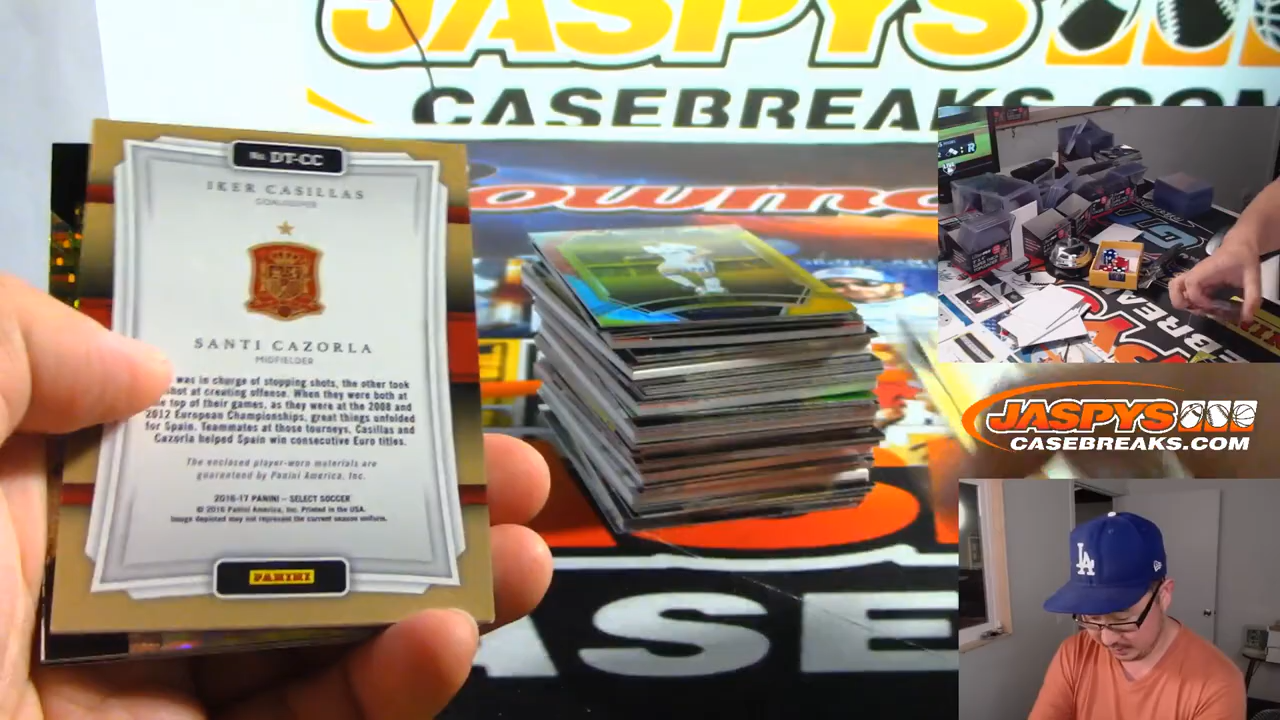 JASPYS
CASEBREAKS.COM
No. DT-CC
IKER CASILLAS
GOALKEEPER
SANTI CAZORLA
MIDFIELDER
was in charge of stopping shots, the other took
shot at creating offense. When they were both at
the top of their games, as they were at the 2008 and
2012 European Championships, great things unfolded
for Spain. Teammates at those tourneys, Casillas and
Cazorla helped Spain win consecutive Euro titles.
The enclosed player-worn materials are
guaranteed by Panini America, Inc.
2016-17 PANINI – SELECT SOCCER
© 2016 Panini America, Inc. Printed in the USA.
Image depicted may not represent the current season uniform.
PANINI
owma
ASE
JASPYS
CASEBREAKS.COM
LA